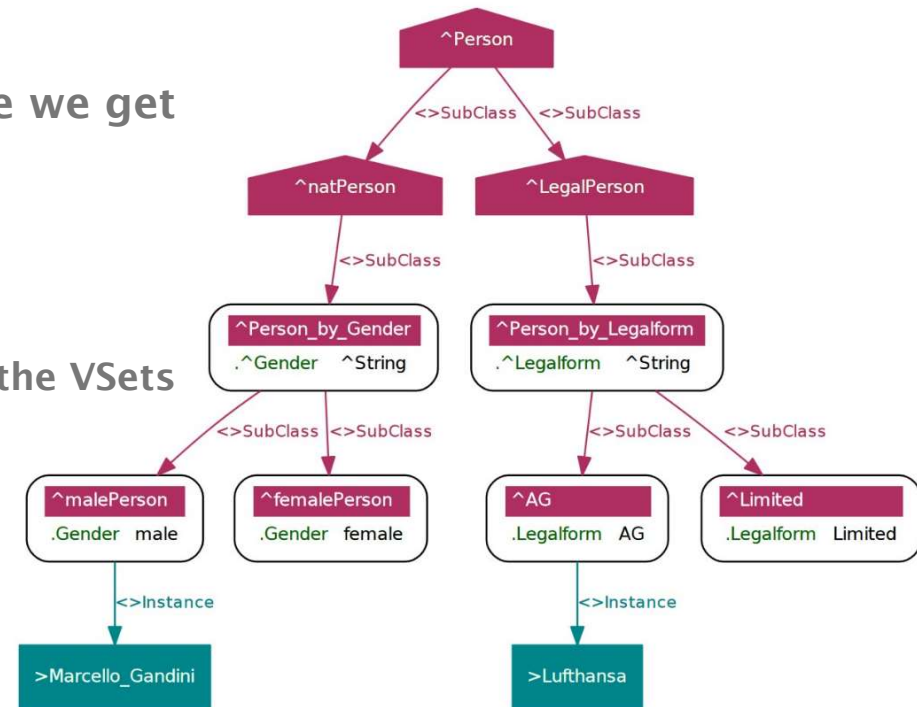 ^Person
e we get
<>SubClass <>SubClass
^natPerson ^LegalPerson
<>SubClass <>SubClass
^Person_by_Gender ^Person_by_Legalform
.^Gender ^String .^Legalform ^String
the VSets
<>SubClass <>SubClass <>SubClass <>SubClass
^malePerson ^femalePerson ^AG ^Limited
.Gender male .Gender female .Legalform AG .Legalform Limited
<>Instance <>Instance
>Marcello_Gandini >Lufthansa